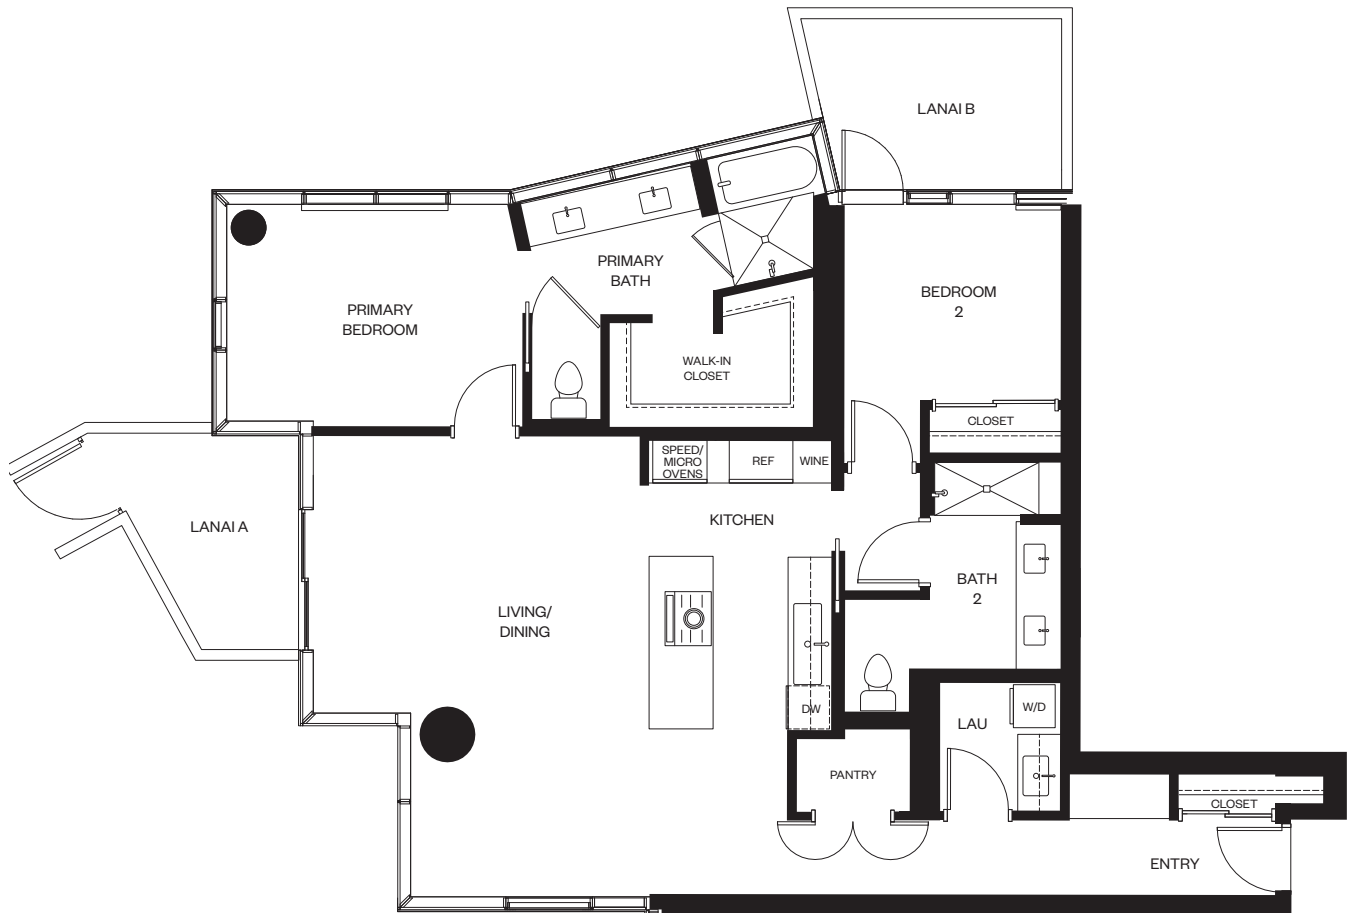 LANAI B
PRIMARY
BATH
BEDROOM
2
PRIMARY
BEDROOM
WALK-IN
CLOSET
CLOSET
SPEED/
MICRO
OVENS
REF
WINE
LANAI A
KITCHEN
BATH
2
LIVING/
DINING
DW
W/D
LAU
PANTRY
CLOSET
ENTRY